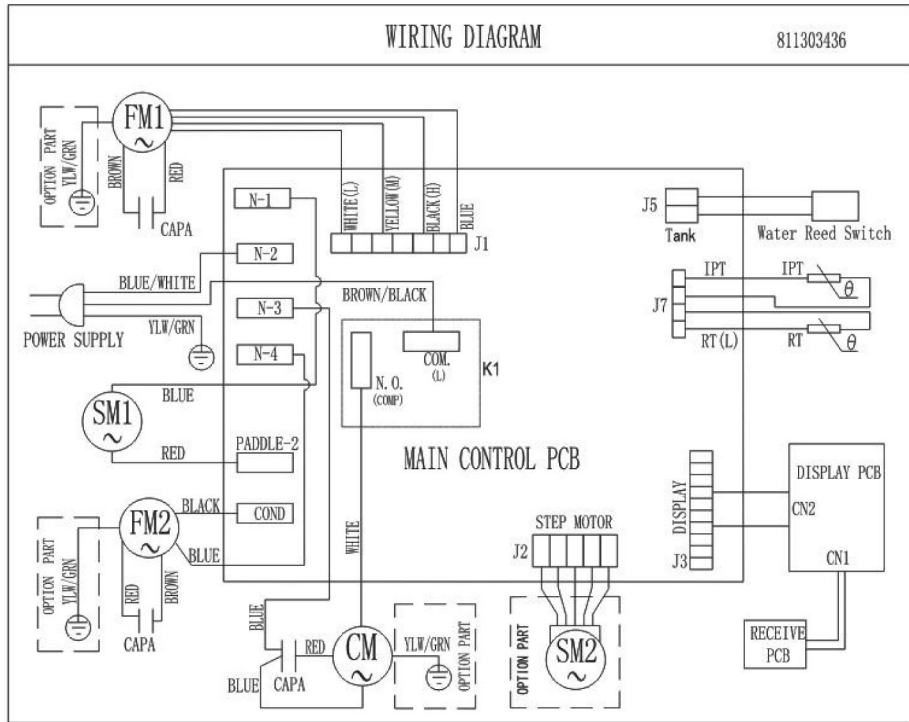 WIRING DIAGRAM
811303436
OPTION PART
YLW/GRN
FM1
~
BROWN
RED
CAPA
WHITE(L)
YELLOW(M)
BLACK(H)
BLUE
J1
N-1
N-2
N-3
N-4
BLUE/WHITE
POWER SUPPLY
YLW/GRN
BROWN/BLACK
COM.
(L)
N.O.
(COMP)
K1
J5
Tank
Water Reed Switch
IPT
IPT
θ
J7
RT(L)
RT
θ
SM1
~
BLUE
RED
PADDLE-2
MAIN CONTROL PCB
FM2
~
BLACK
COND
BLUE
OPTION PART
YLW/GRN
RED
BROWN
CAPA
WHITE
STEP MOTOR
J2
DISPLAY
J3
DISPLAY PCB
CN2
CN1
RECEIVE
PCB
BLUE
RED
BLUE
CAPA
CM
~
YLW/GRN
OPTION PART
OPTION PART
SM2
~